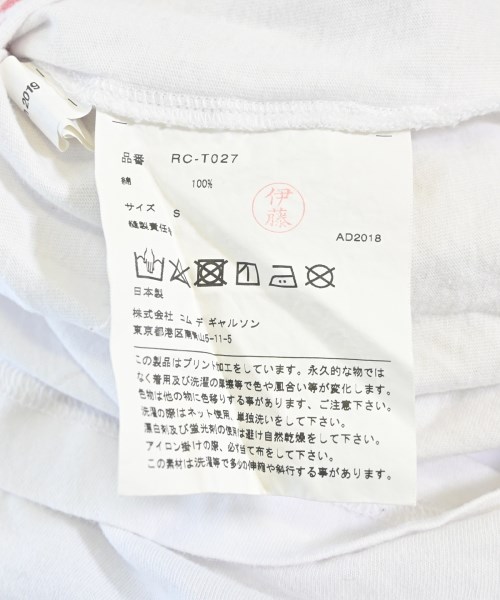 2019
品番 RC-T027
綿 100%
伊藤
サイズ S
縫製責任
AD2018
日本製
株式会社 コム デ ギャルソン
東京都港区南青山5-11-5
この製品はプリント加工をしています。永久的な物では
なく着用及び洗濯の摩擦等で色や風合い等が変化します。
色物は他の物に色移りする事があります、ご注意下さい。
洗濯の際はネット使用、単独洗いをして下さい。
漂白剤及び蛍光剤の使用は避け自然乾燥をして下さい。
アイロン掛けの際、必ず当て布をして下さい。
この素材は洗濯等で多少の伸縮や斜行する事があります。